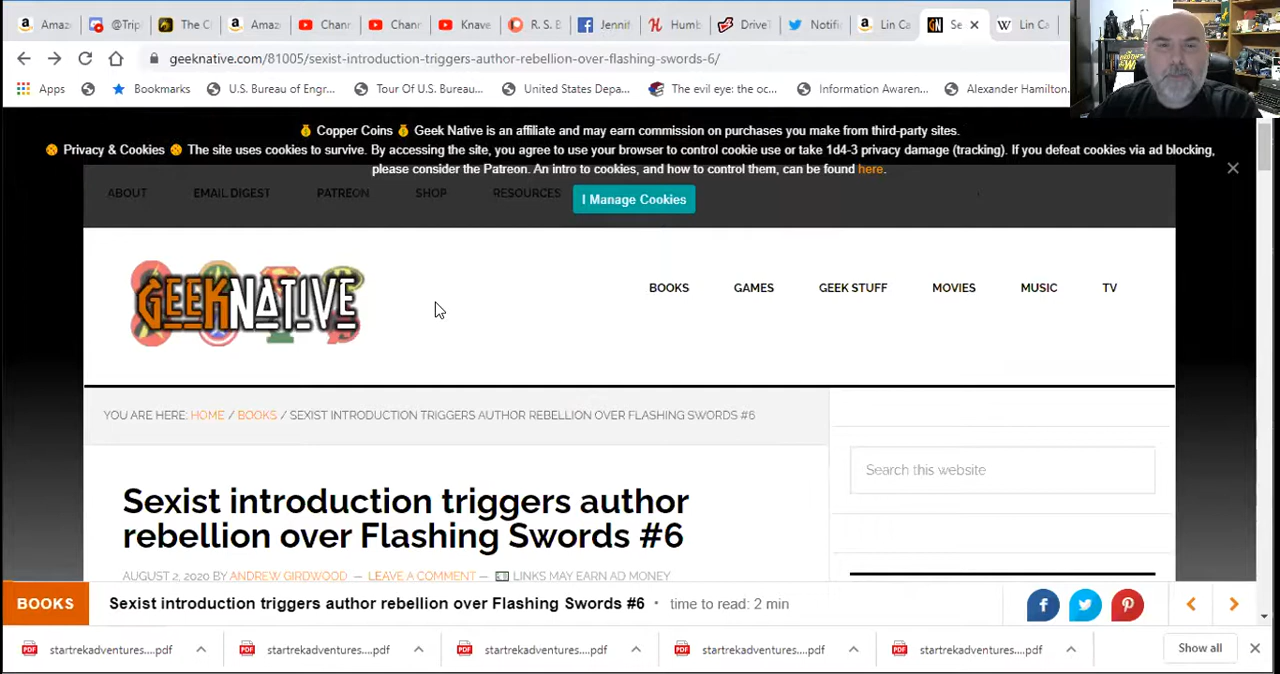 Amaz
@Trip
The C
Amaz
Chann
Chann
Knave
R. S. E
Jennif
Humb
DriveT
Notific
Lin Ca
Se
Lin Ca
geeknative.com/81005/sexist-introduction-triggers-author-rebellion-over-flashing-swords-6/
Apps
Bookmarks
U.S. Bureau of Engr...
Tour Of U.S. Bureau...
United States Depa...
The evil eye: the oc...
Information Awaren...
Alexander Hamilton.
Copper Coins Geek Native is an affiliate and may earn commission on purchases you make from third-party sites.
Privacy & Cookies The site uses cookies to survive. By accessing the site, you agree to use your browser to control cookie use or take 1d4-3 privacy damage (tracking). If you defeat cookies via ad blocking,
please consider the Patreon. An intro to cookies, and how to control them, can be found here.
ABOUT
EMAIL DIGEST
PATREON
SHOP
RESOURCES
I Manage Cookies
GEEKNATIVE
BOOKS
GAMES
GEEK STUFF
MOVIES
MUSIC
TV
YOU ARE HERE: HOME / BOOKS / SEXIST INTRODUCTION TRIGGERS AUTHOR REBELLION OVER FLASHING SWORDS #6
Search this website
Sexist introduction triggers author
rebellion over Flashing Swords #6
AUGUST 2, 2020 BY ANDREW GIRDWOOD — LEAVE A COMMENT — LINKS MAY EARN AD MONEY
BOOKS
Sexist introduction triggers author rebellion over Flashing Swords #6 • time to read: 2 min
startrekadventures....pdf
startrekadventures....pdf
startrekadventures....pdf
startrekadventures....pdf
startrekadventures....pdf
Show all